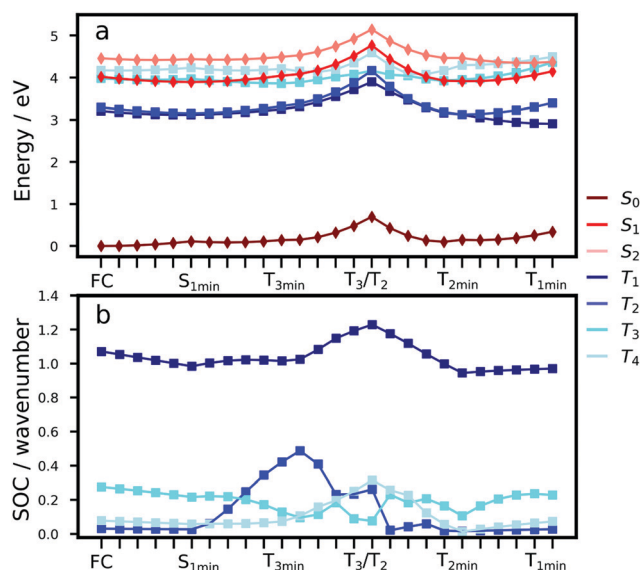 a
Energy / eV
5
4
3
2
1
0
FC S1min T3min T3/T2 T2min T1min
b
SOC / wavenumber
1.4
1.2
1.0
0.8
0.6
0.4
0.2
0.0
FC S1min T3min T3/T2 T2min T1min
S0
S1
S2
T1
T2
T3
T4